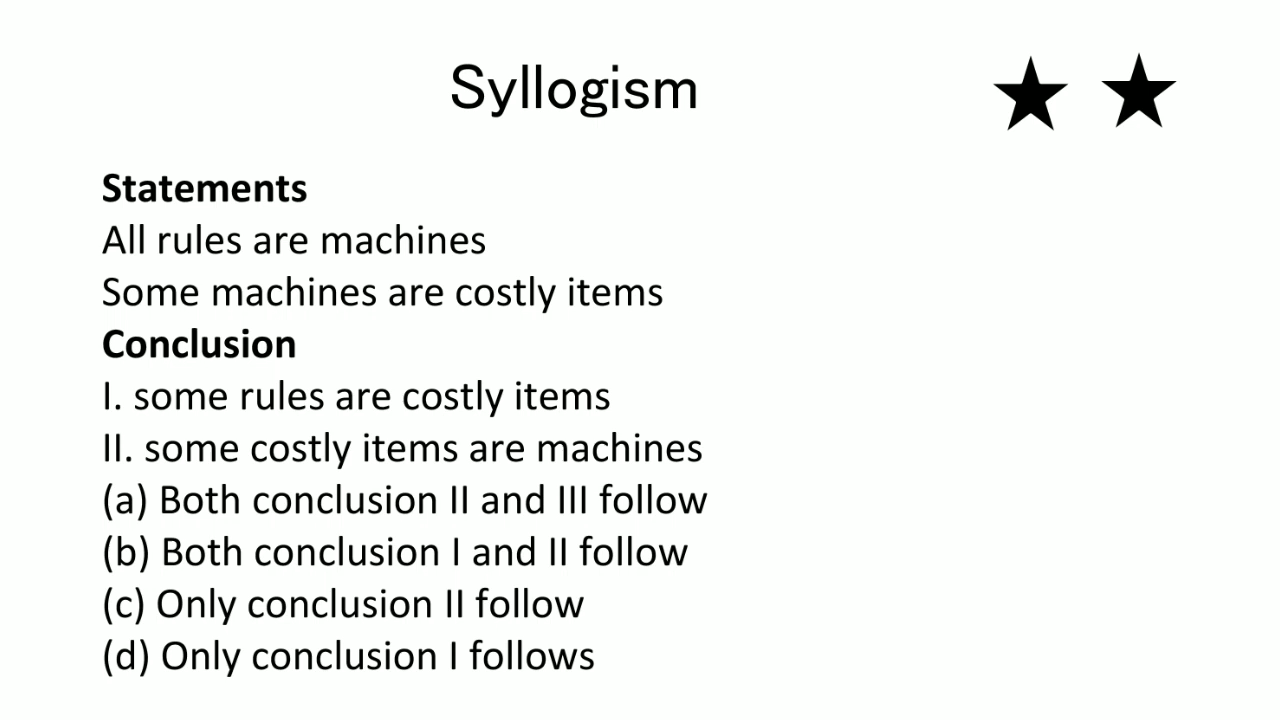 Syllogism
Statements
All rules are machines
Some machines are costly items
Conclusion
I. some rules are costly items
II. some costly items are machines
(a) Both conclusion II and III follow
(b) Both conclusion I and II follow
(c) Only conclusion II follow
(d) Only conclusion I follows